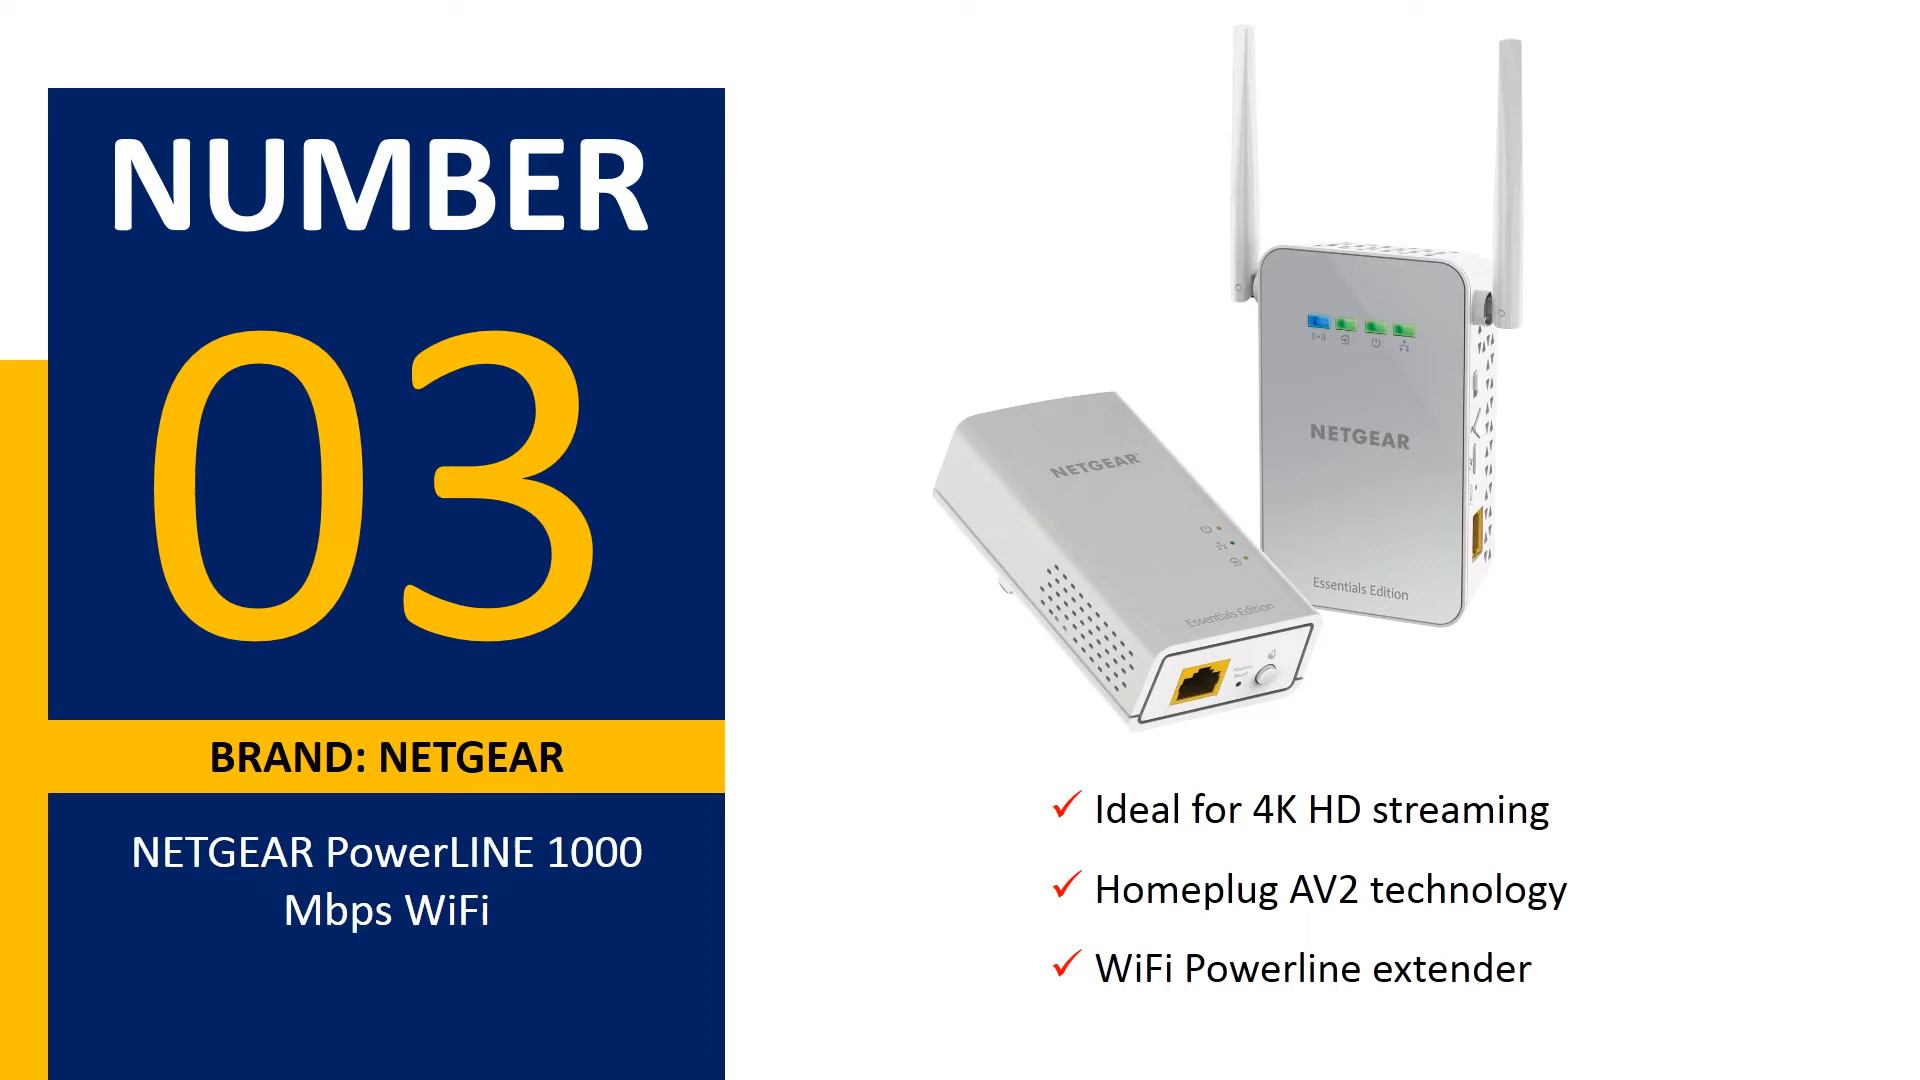 NUMBER
03
BRAND: NETGEAR
NETGEAR PowerLINE 1000
Mbps WiFi
NETGEAR
Essentials Edition
NETGEAR
Essentials Edition
Ideal for 4K HD streaming
Homeplug AV2 technology
WiFi Powerline extender